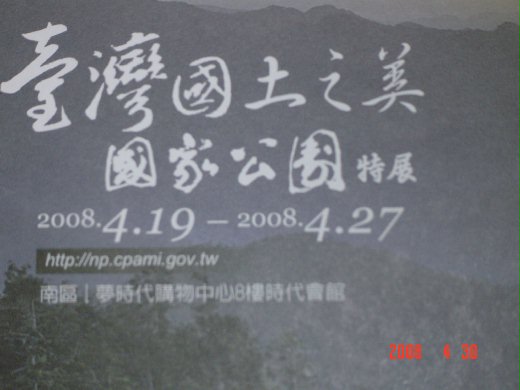 臺灣國土之美
國家公園特展
2008.4.19–2008.4.27
http://np.cpami.gov.tw
南區|夢時代購物中心8樓時代會館
2008 4 30